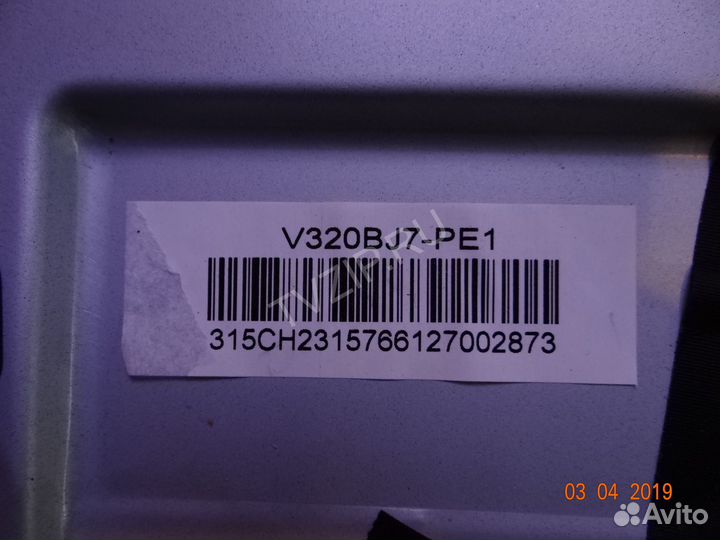 V320BJ7-PE1
TVZIP.RU
315CH2315766127002873
03 04 2019
Avito